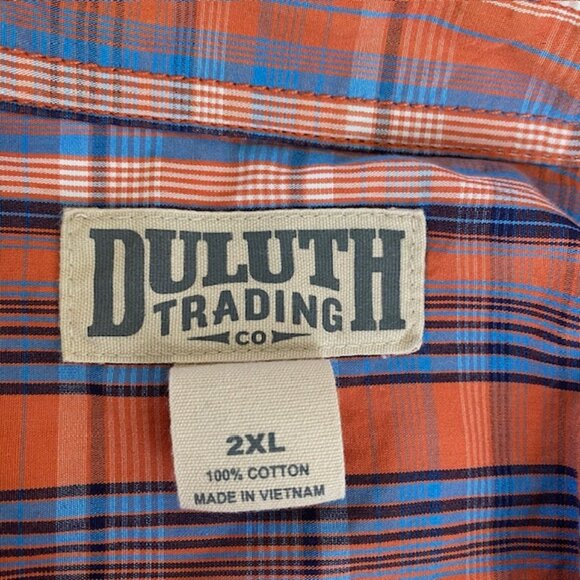 DULUTH
TRADING
CO
2XL
100% COTTON
MADE IN VIETNAM